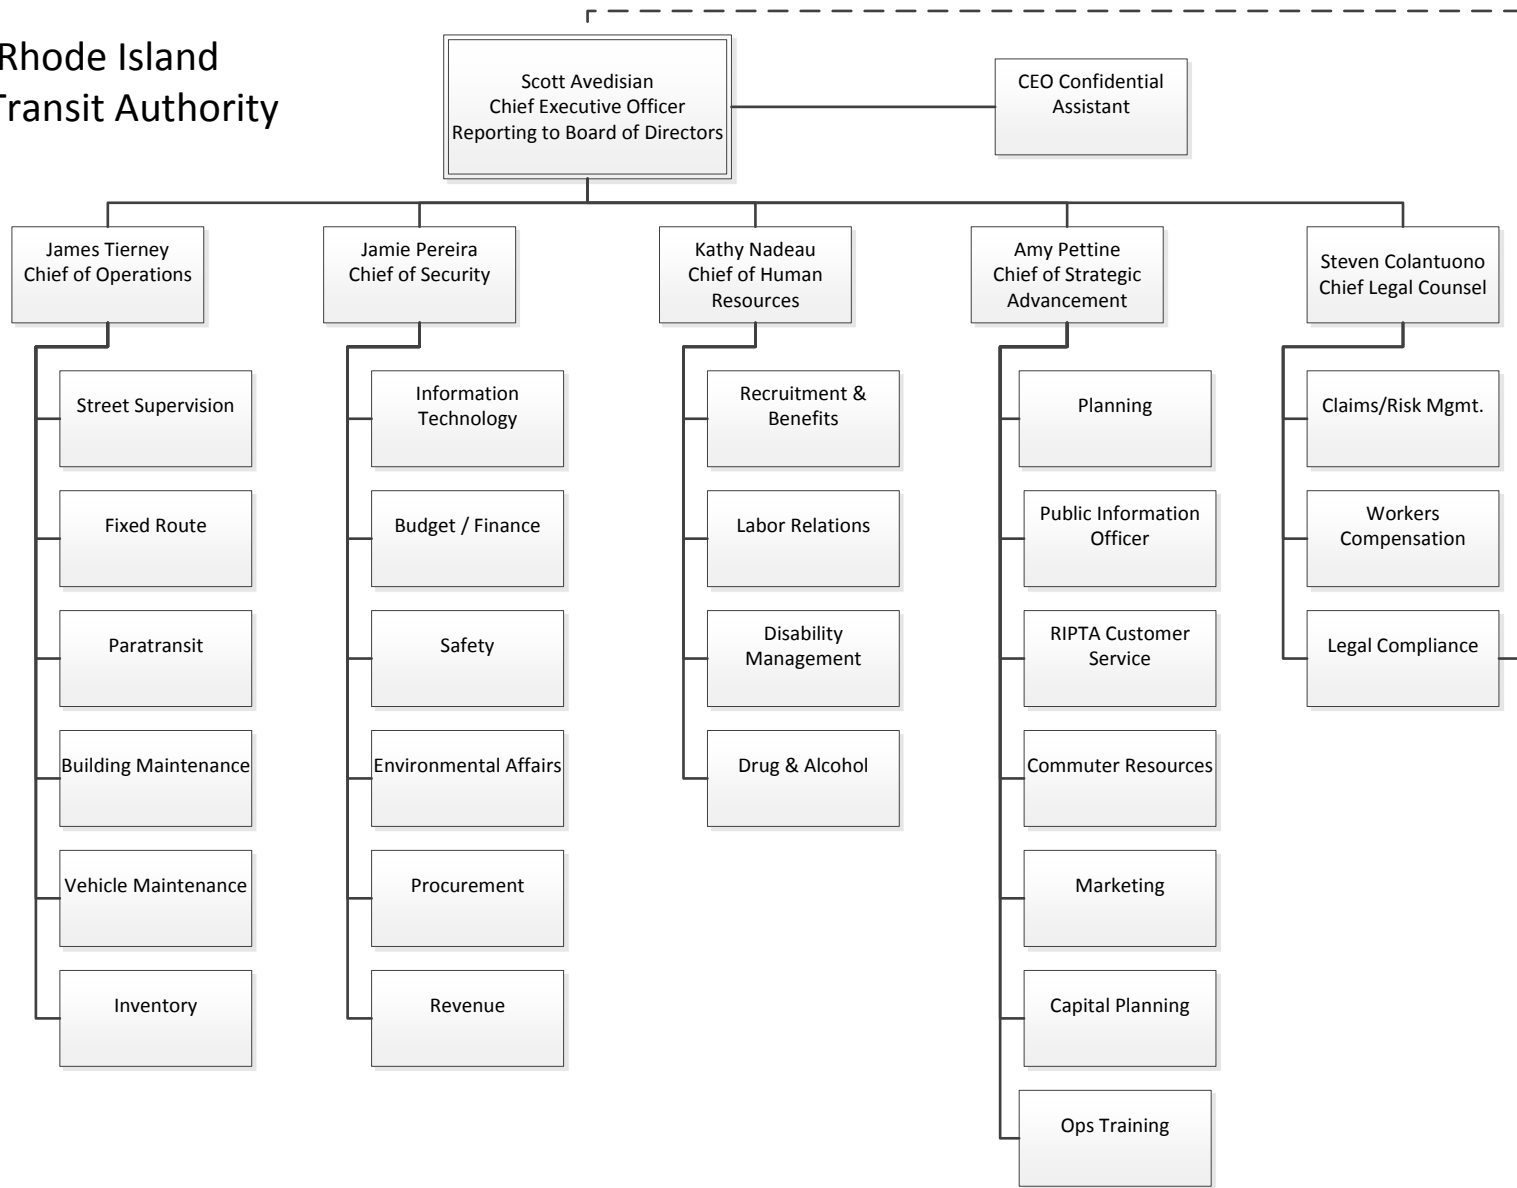 Rhode Island
Transit Authority
Scott Avedisian
Chief Executive Officer
Reporting to Board of Directors
CEO Confidential
Assistant
James Tierney
Chief of Operations
Jamie Pereira
Chief of Security
Kathy Nadeau
Chief of Human
Resources
Amy Pettine
Chief of Strategic
Advancement
Steven Colantuono
Chief Legal Counsel
Street Supervision
Fixed Route
Paratransit
Building Maintenance
Vehicle Maintenance
Inventory
Information
Technology
Budget / Finance
Safety
Environmental Affairs
Procurement
Revenue
Recruitment &
Benefits
Labor Relations
Disability
Management
Drug & Alcohol
Planning
Public Information
Officer
RIPTA Customer
Service
Commuter Resources
Marketing
Capital Planning
Ops Training
Claims/Risk Mgmt.
Workers
Compensation
Legal Compliance